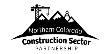 Northern Colorado
Construction Sector
PARTNERSHIP